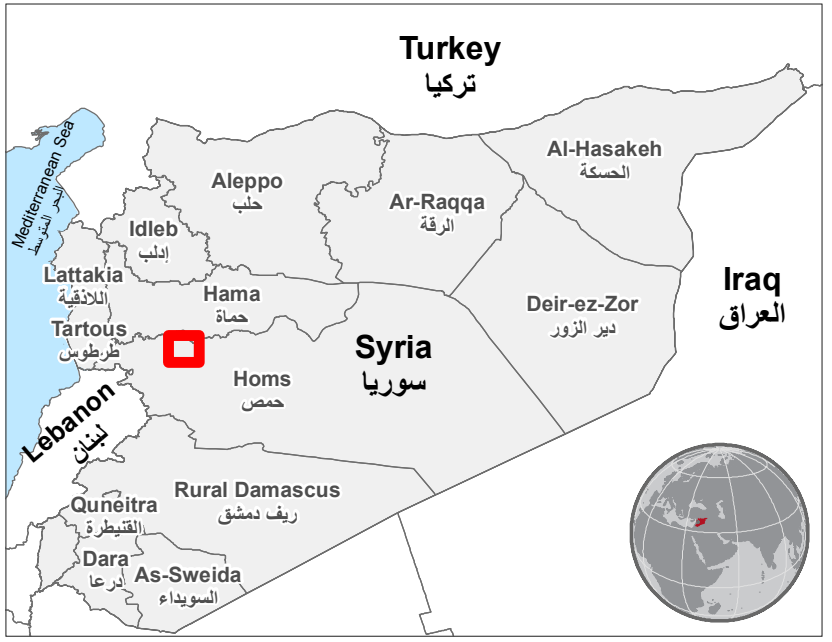 Turkey
تركيا
Mediterranean Sea
البحر المتوسط
Al-Hasakeh
الحسكة
Aleppo
حلب
Ar-Raqqa
الرقة
Idleb
إدلب
Lattakia
اللاذقية
Hama
حماة
Iraq
العراق
Deir-ez-Zor
دير الزور
Tartous
طرطوس
Syria
سوريا
Homs
حمص
Lebanon
لبنان
Rural Damascus
ريف دمشق
Quneitra
القنيطرة
Dara
درعا
As-Sweida
السويداء